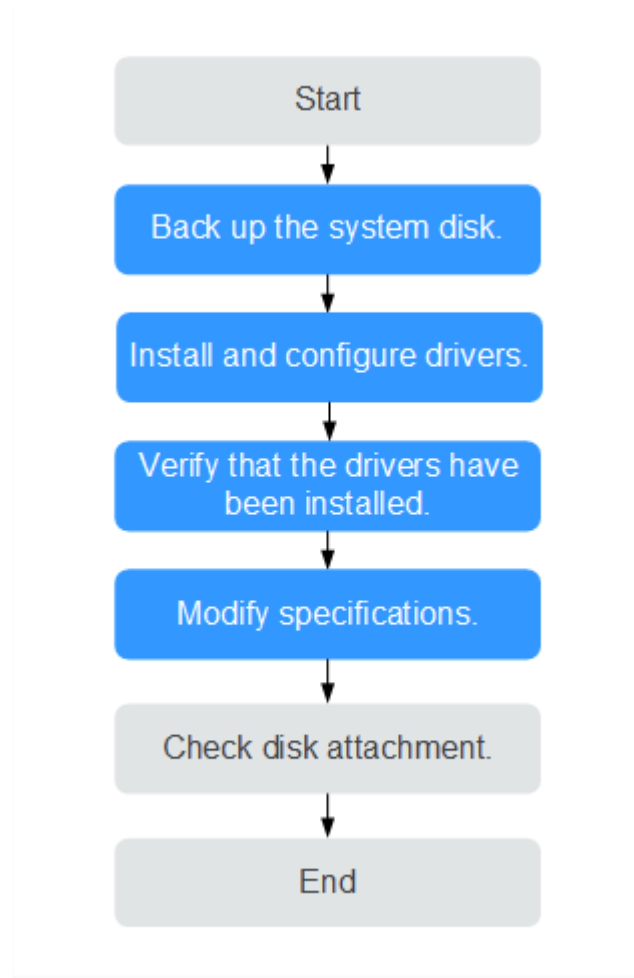 Start
Back up the system disk.
Install and configure drivers.
Verify that the drivers have
been installed.
Modify specifications.
Check disk attachment.
End